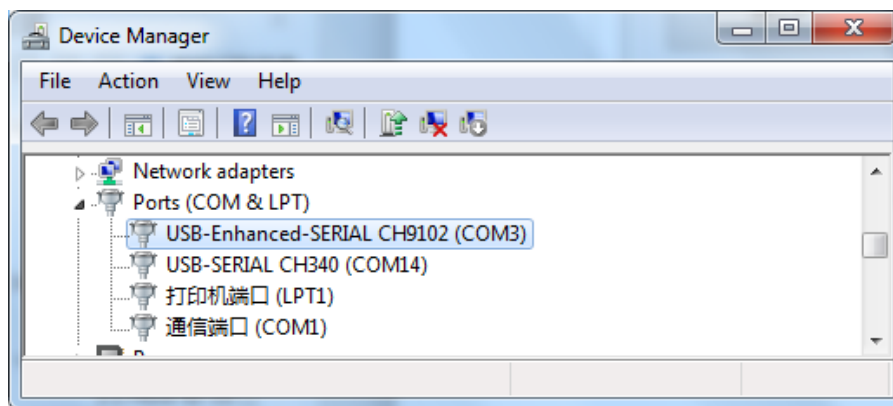 Device Manager
File Action View Help
Network adapters
Ports (COM & LPT)
USB-Enhanced-SERIAL CH9102 (COM3)
USB-SERIAL CH340 (COM14)
打印机端口 (LPT1)
通信端口 (COM1)